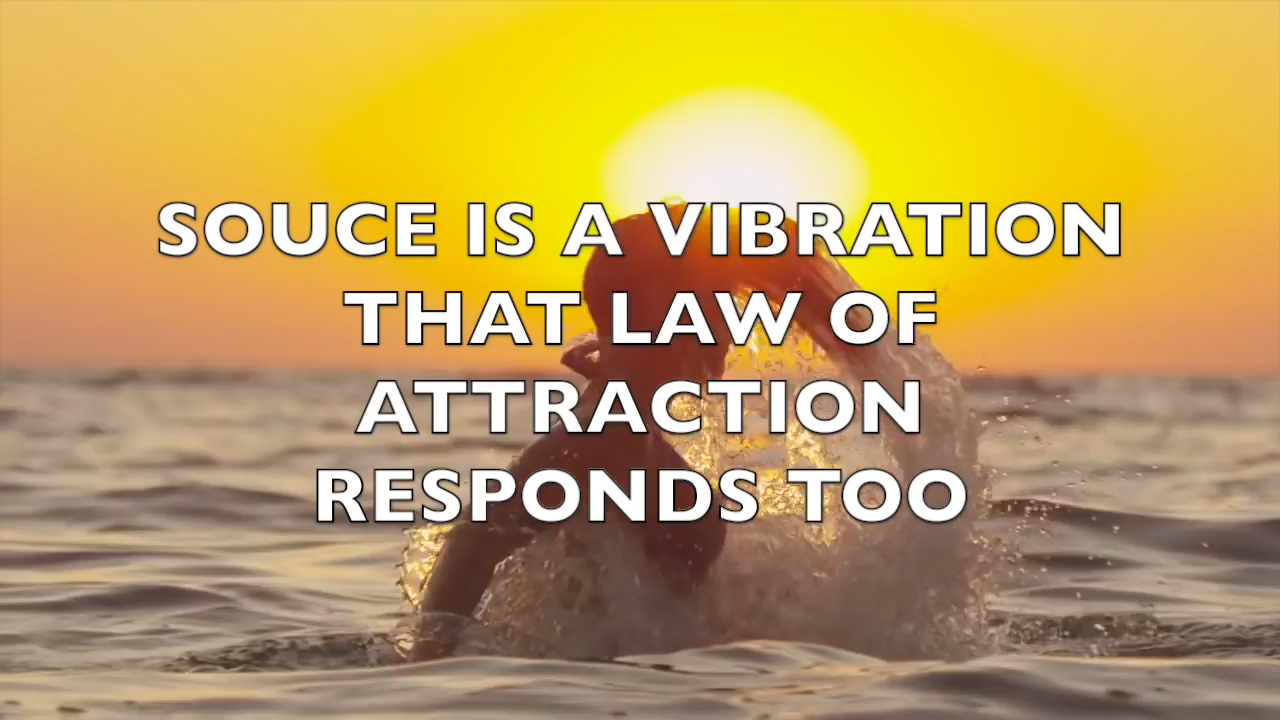 SOUCE IS A VIBRATION
THAT LAW OF
ATTRACTION
RESPONDS TOO